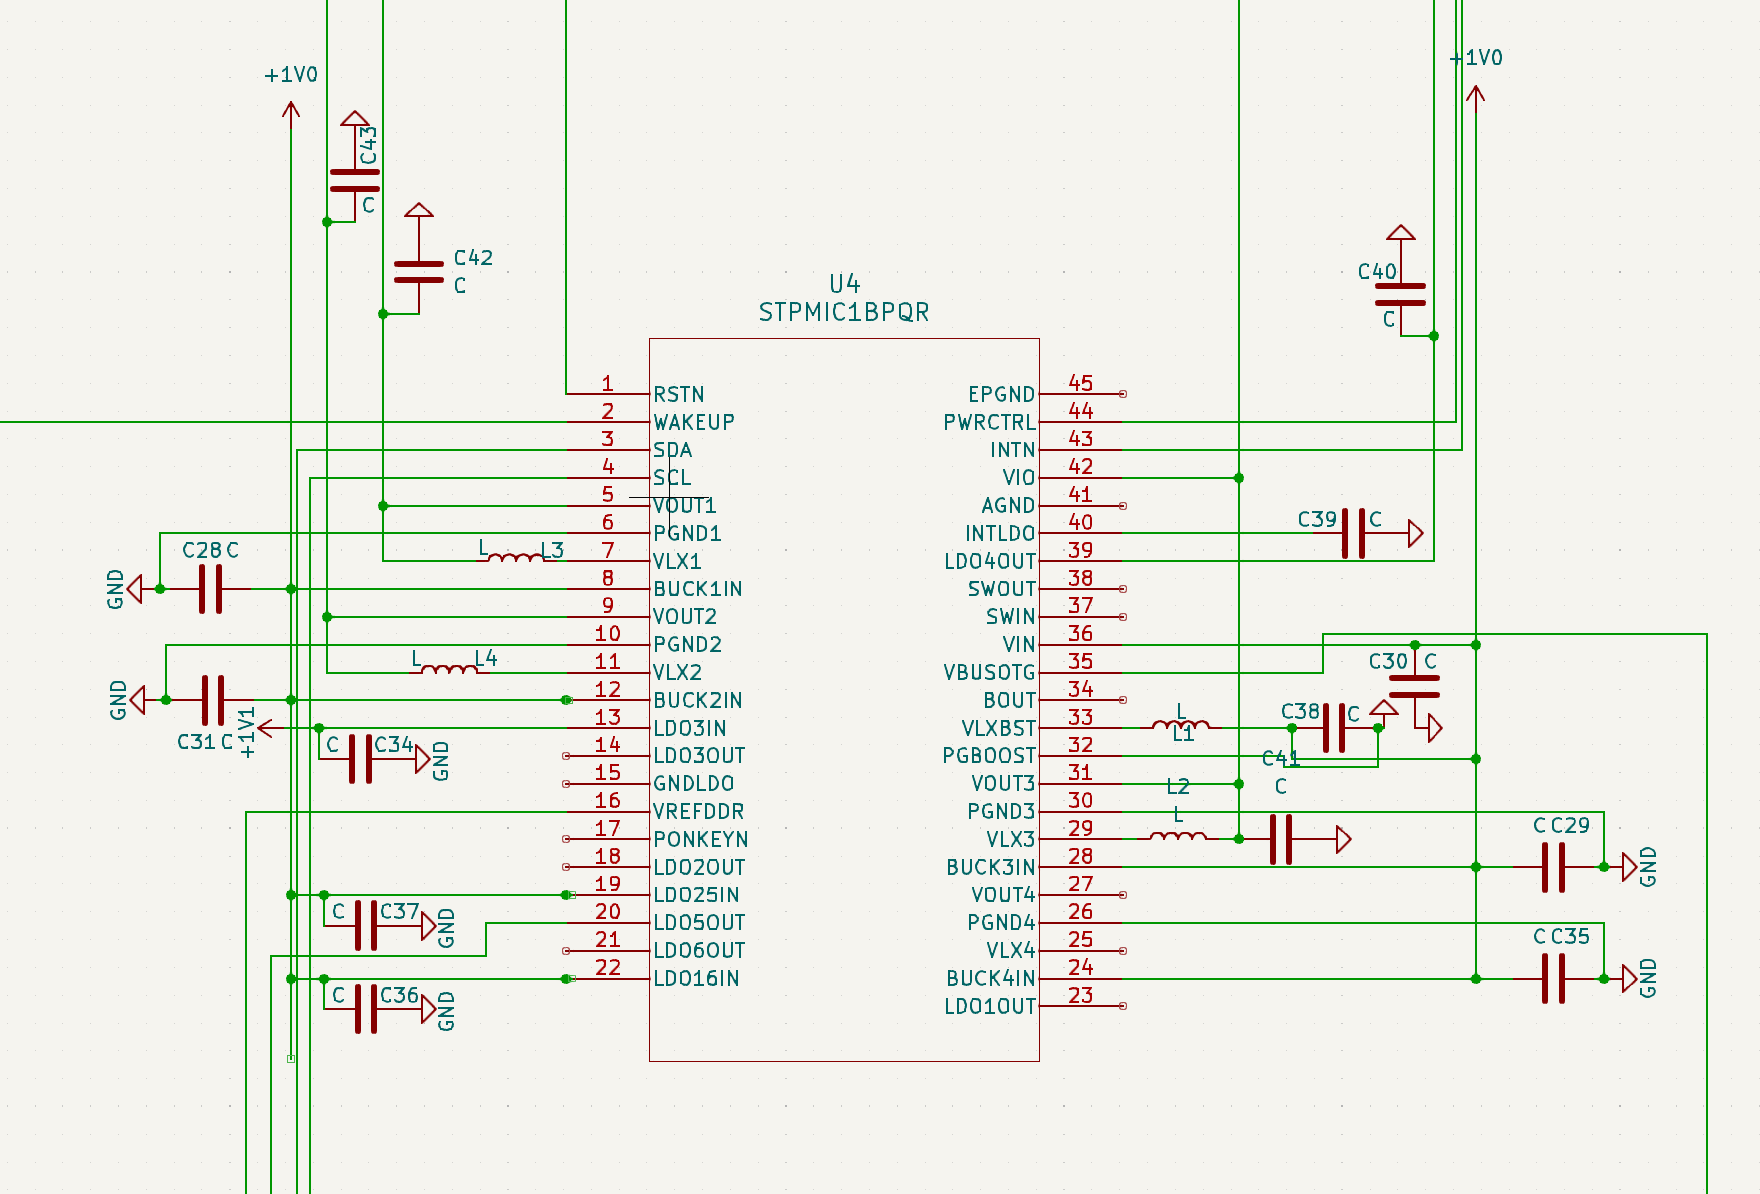 +1V0
+1V0
C43
C
C42
C
C40
C
U4
STPMIC1BPQR
1 RSTN
2 WAKEUP
3 SDA
4 SCL
5 VOUT1
6 PGND1
7 VLX1
8 BUCK1IN
9 VOUT2
10 PGND2
11 VLX2
12 BUCK2IN
13 LDO3IN
14 LDO3OUT
15 GNDLDO
16 VREFDDR
17 PONKEYN
18 LDO2OUT
19 LDO25IN
20 LDO5OUT
21 LDO6OUT
22 LDO16IN
EPGND 45
PWRCTRL 44
INTN 43
VIO 42
AGND 41
INTLDO 40
LDO4OUT 39
SWOUT 38
SWIN 37
VIN 36
VBUSOTG 35
BOUT 34
VLXBST 33
PGBOOST 32
VOUT3 31
PGND3 30
VLX3 29
BUCK3IN 28
VOUT4 27
PGND4 26
VLX4 25
BUCK4IN 24
LDO1OUT 23
L L3
C28 C
GND
L L4
GND
C31 C
+1V1
C C34
GND
C C37
GND
C C36
GND
C39 C
C30 C
C38 C
L
L1
C41
C
L2
L
C C29
GND
C C35
GND